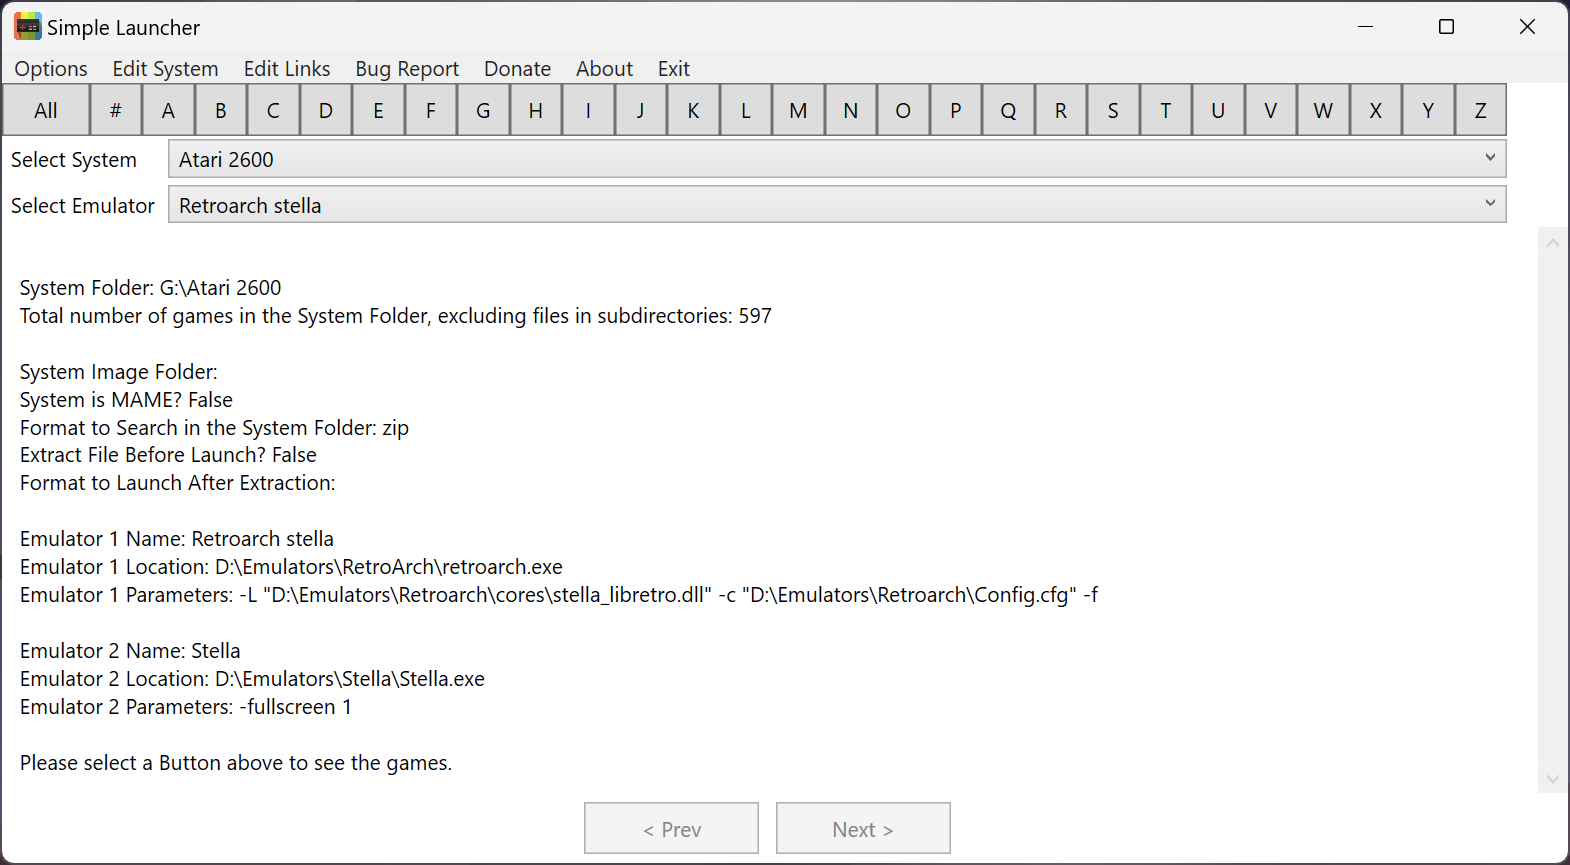 Simple Launcher
Options Edit System Edit Links Bug Report Donate About Exit
All # A B C D E F G H I J K L M N O P Q R S T U V W X Y Z
Select System Atari 2600
Select Emulator Retroarch stella
System Folder: G:\Atari 2600
Total number of games in the System Folder, excluding files in subdirectories: 597
System Image Folder:
System is MAME? False
Format to Search in the System Folder: zip
Extract File Before Launch? False
Format to Launch After Extraction:
Emulator 1 Name: Retroarch stella
Emulator 1 Location: D:\Emulators\RetroArch\retroarch.exe
Emulator 1 Parameters: -L "D:\Emulators\Retroarch\cores\stella_libretro.dll" -c "D:\Emulators\Retroarch\Config.cfg" -f
Emulator 2 Name: Stella
Emulator 2 Location: D:\Emulators\Stella\Stella.exe
Emulator 2 Parameters: -fullscreen 1
Please select a Button above to see the games.
< Prev Next >